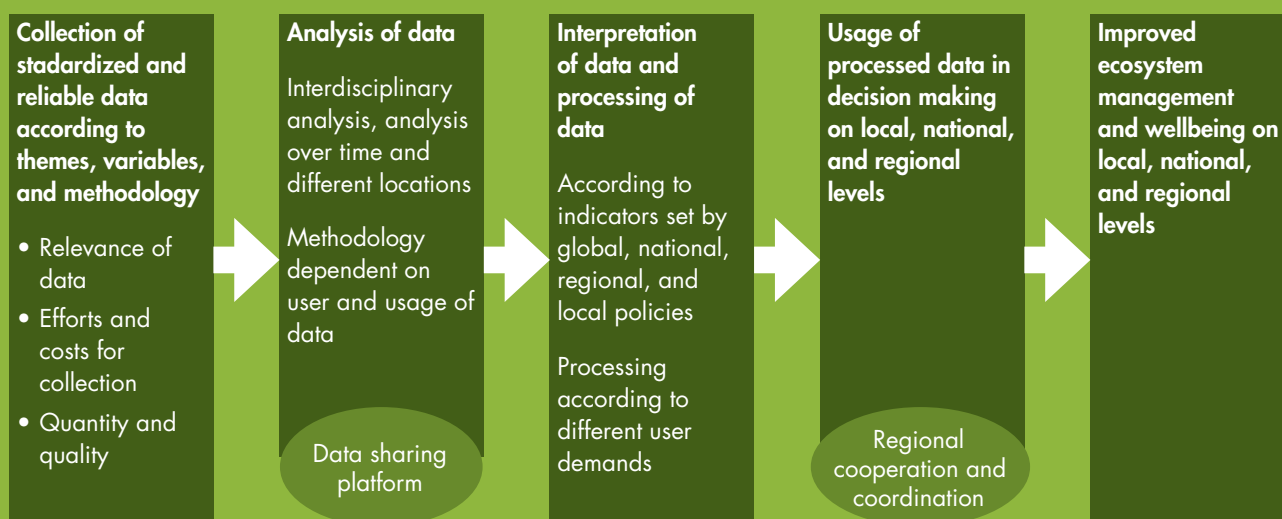 Collection of
stadardized and
reliable data
according to
themes, variables,
and methodology
• Relevance of
data
• Efforts and
costs for
collection
• Quantity and
quality
Analysis of data
Interdisciplinary
analysis, analysis
over time and
different locations
Methodology
dependent on
user and usage of
data
Data sharing
platform
Interpretation
of data and
processing of
data
According to
indicators set by
global, national,
regional, and
local policies
Processing
according to
different user
demands
Usage of
processed data in
decision making
on local, national,
and regional
levels
Regional
cooperation and
coordination
Improved
ecosystem
management
and wellbeing on
local, national,
and regional
levels